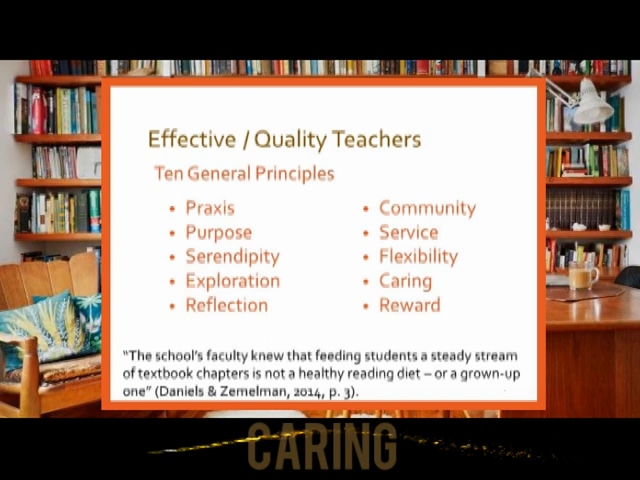 Effective / Quality Teachers
Ten General Principles
• Praxis
• Purpose
• Serendipity
• Exploration
• Reflection
• Community
• Service
• Flexibility
• Caring
• Reward
“The school’s faculty knew that feeding students a steady stream
of textbook chapters is not a healthy reading diet – or a grown-up
one” (Daniels & Zemelman, 2014, p. 3).
CARING